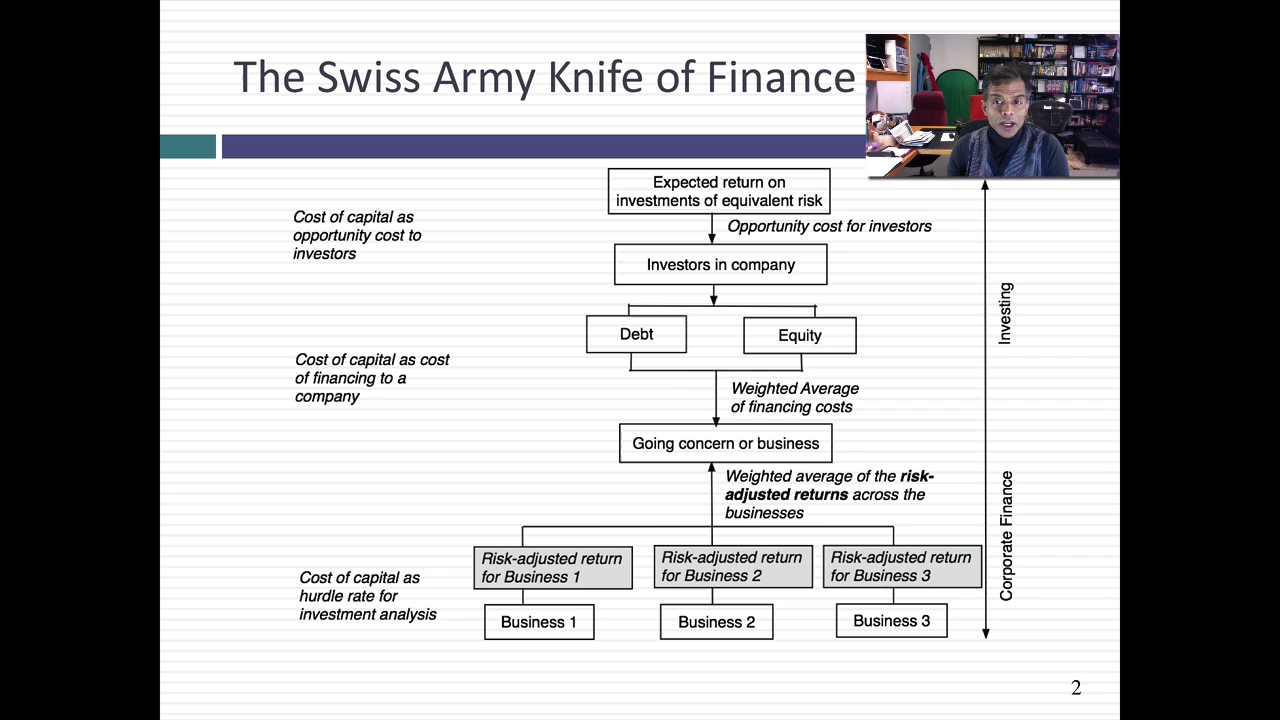 The Swiss Army Knife of Finance
Expected return on
investments of equivalent risk
Cost of capital as
opportunity cost to
investors
Opportunity cost for investors
Investors in company
Debt
Equity
Investing
Cost of capital as cost
of financing to a
company
Weighted Average
of financing costs
Going concern or business
Weighted average of the risk-
adjusted returns across the
businesses
Corporate Finance
Risk-adjusted return
for Business 1
Risk-adjusted return
for Business 2
Risk-adjusted return
for Business 3
Cost of capital as
hurdle rate for
investment analysis
Business 1
Business 2
Business 3
2